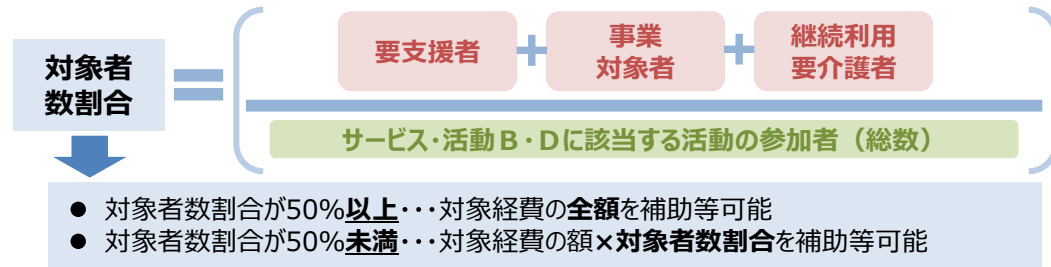 対象者
数割合
=
要支援者
+
事業
対象者
+
継続利用
要介護者
サービス・活動B・Dに該当する活動の参加者（総数）
● 対象者数割合が50%以上・・・対象経費の全額を補助等可能
● 対象者数割合が50%未満・・・対象経費の額×対象者数割合を補助等可能